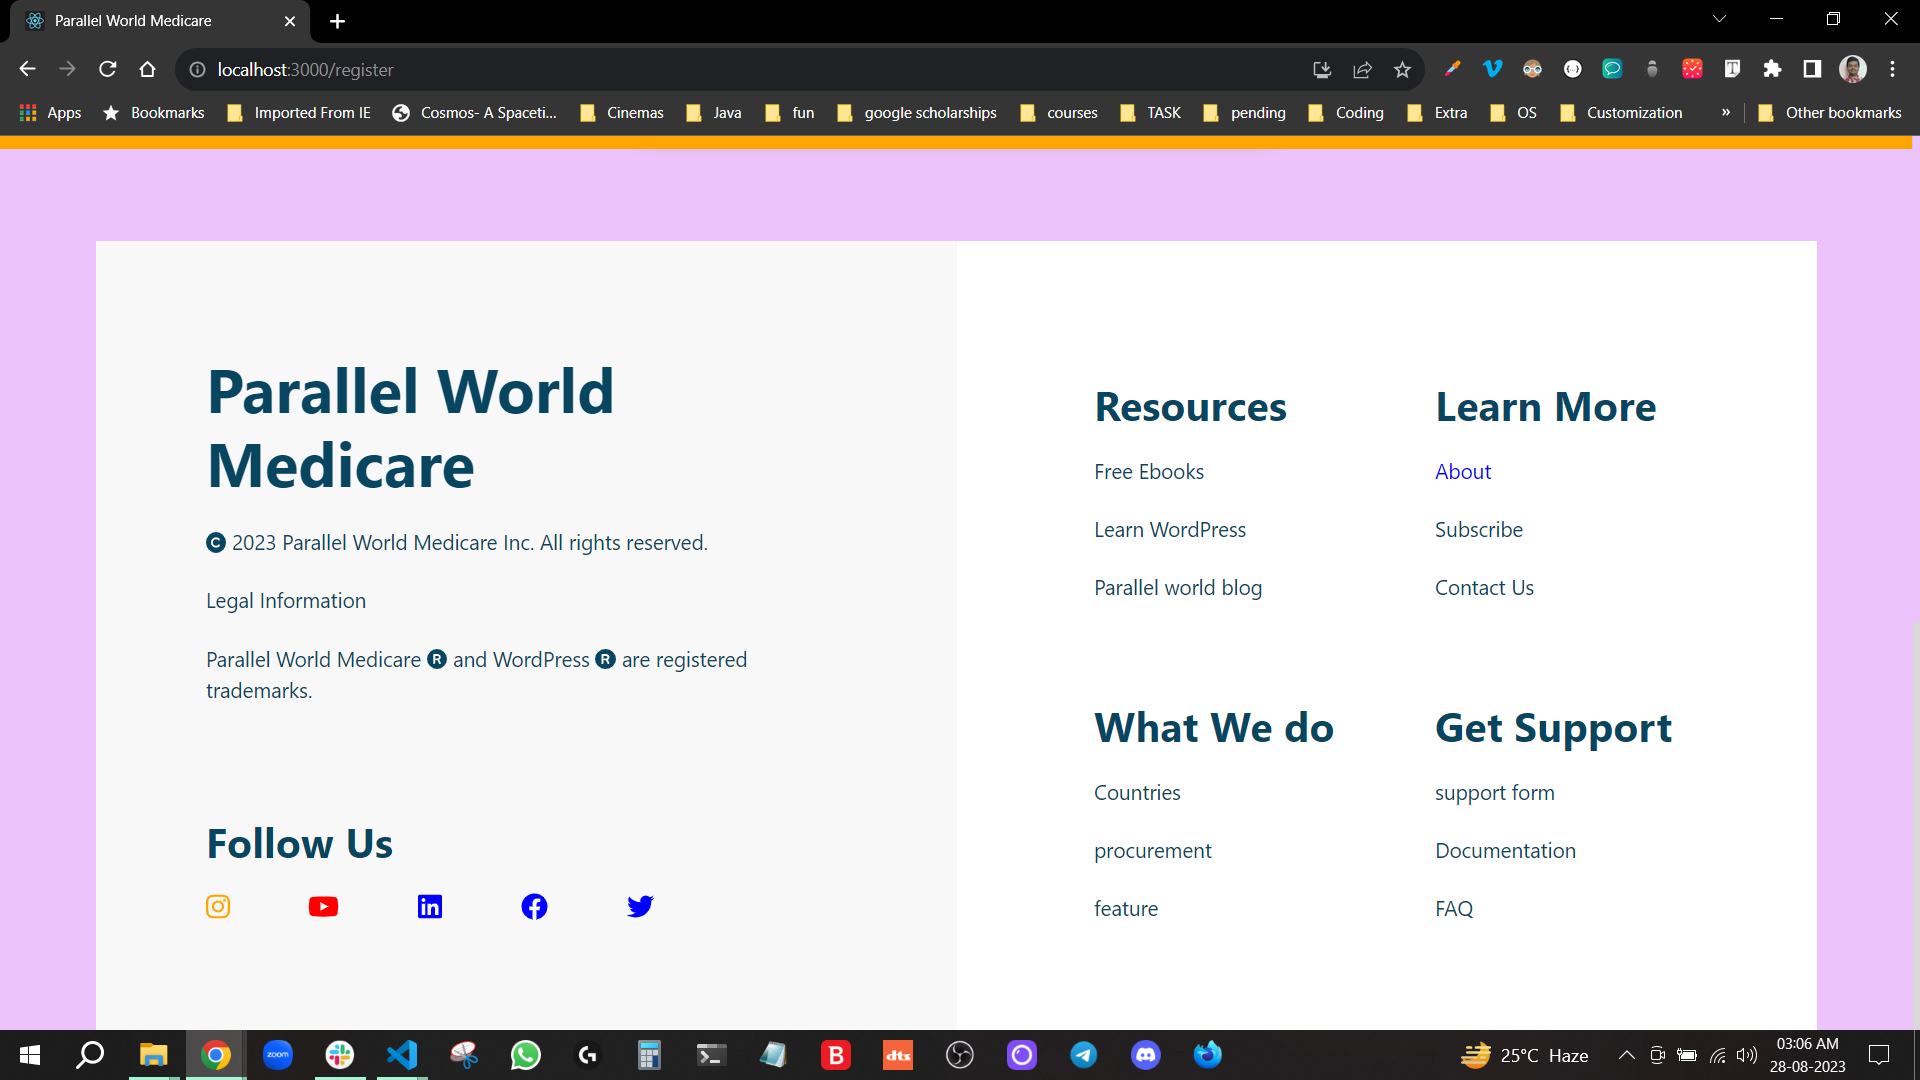 Parallel World Medicare
localhost:3000/register
Apps
Bookmarks
Imported From IE
Cosmos- A Spaceti...
Cinemas
Java
fun
google scholarships
courses
TASK
pending
Coding
Extra
OS
Customization
»
Other bookmarks
Parallel World
Medicare
C 2023 Parallel World Medicare Inc. All rights reserved.
Legal Information
Parallel World Medicare R and WordPress R are registered
trademarks.
Follow Us
Resources
Free Ebooks
Learn WordPress
Parallel world blog
Learn More
About
Subscribe
Contact Us
What We do
Countries
procurement
feature
Get Support
support form
Documentation
FAQ
zoom
B
dts
25°C Haze
03:06 AM
28-08-2023